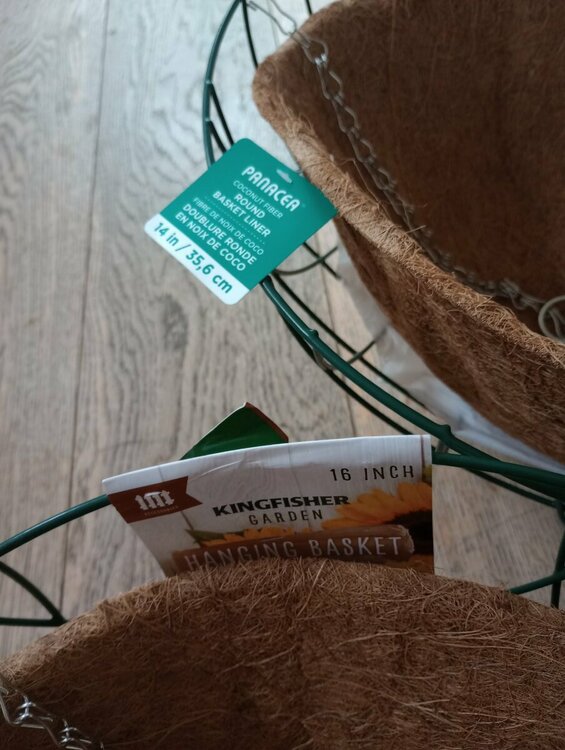 PANACEA
COCONUT FIBER
ROUND
BASKET LINER
FIBRE DE NOIX DE COCO
DOUBLURE RONDE
EN NOIX DE COCO
14 in / 35,6 cm
16 INCH
KINGFISHER
GARDEN
HANGING BASKET